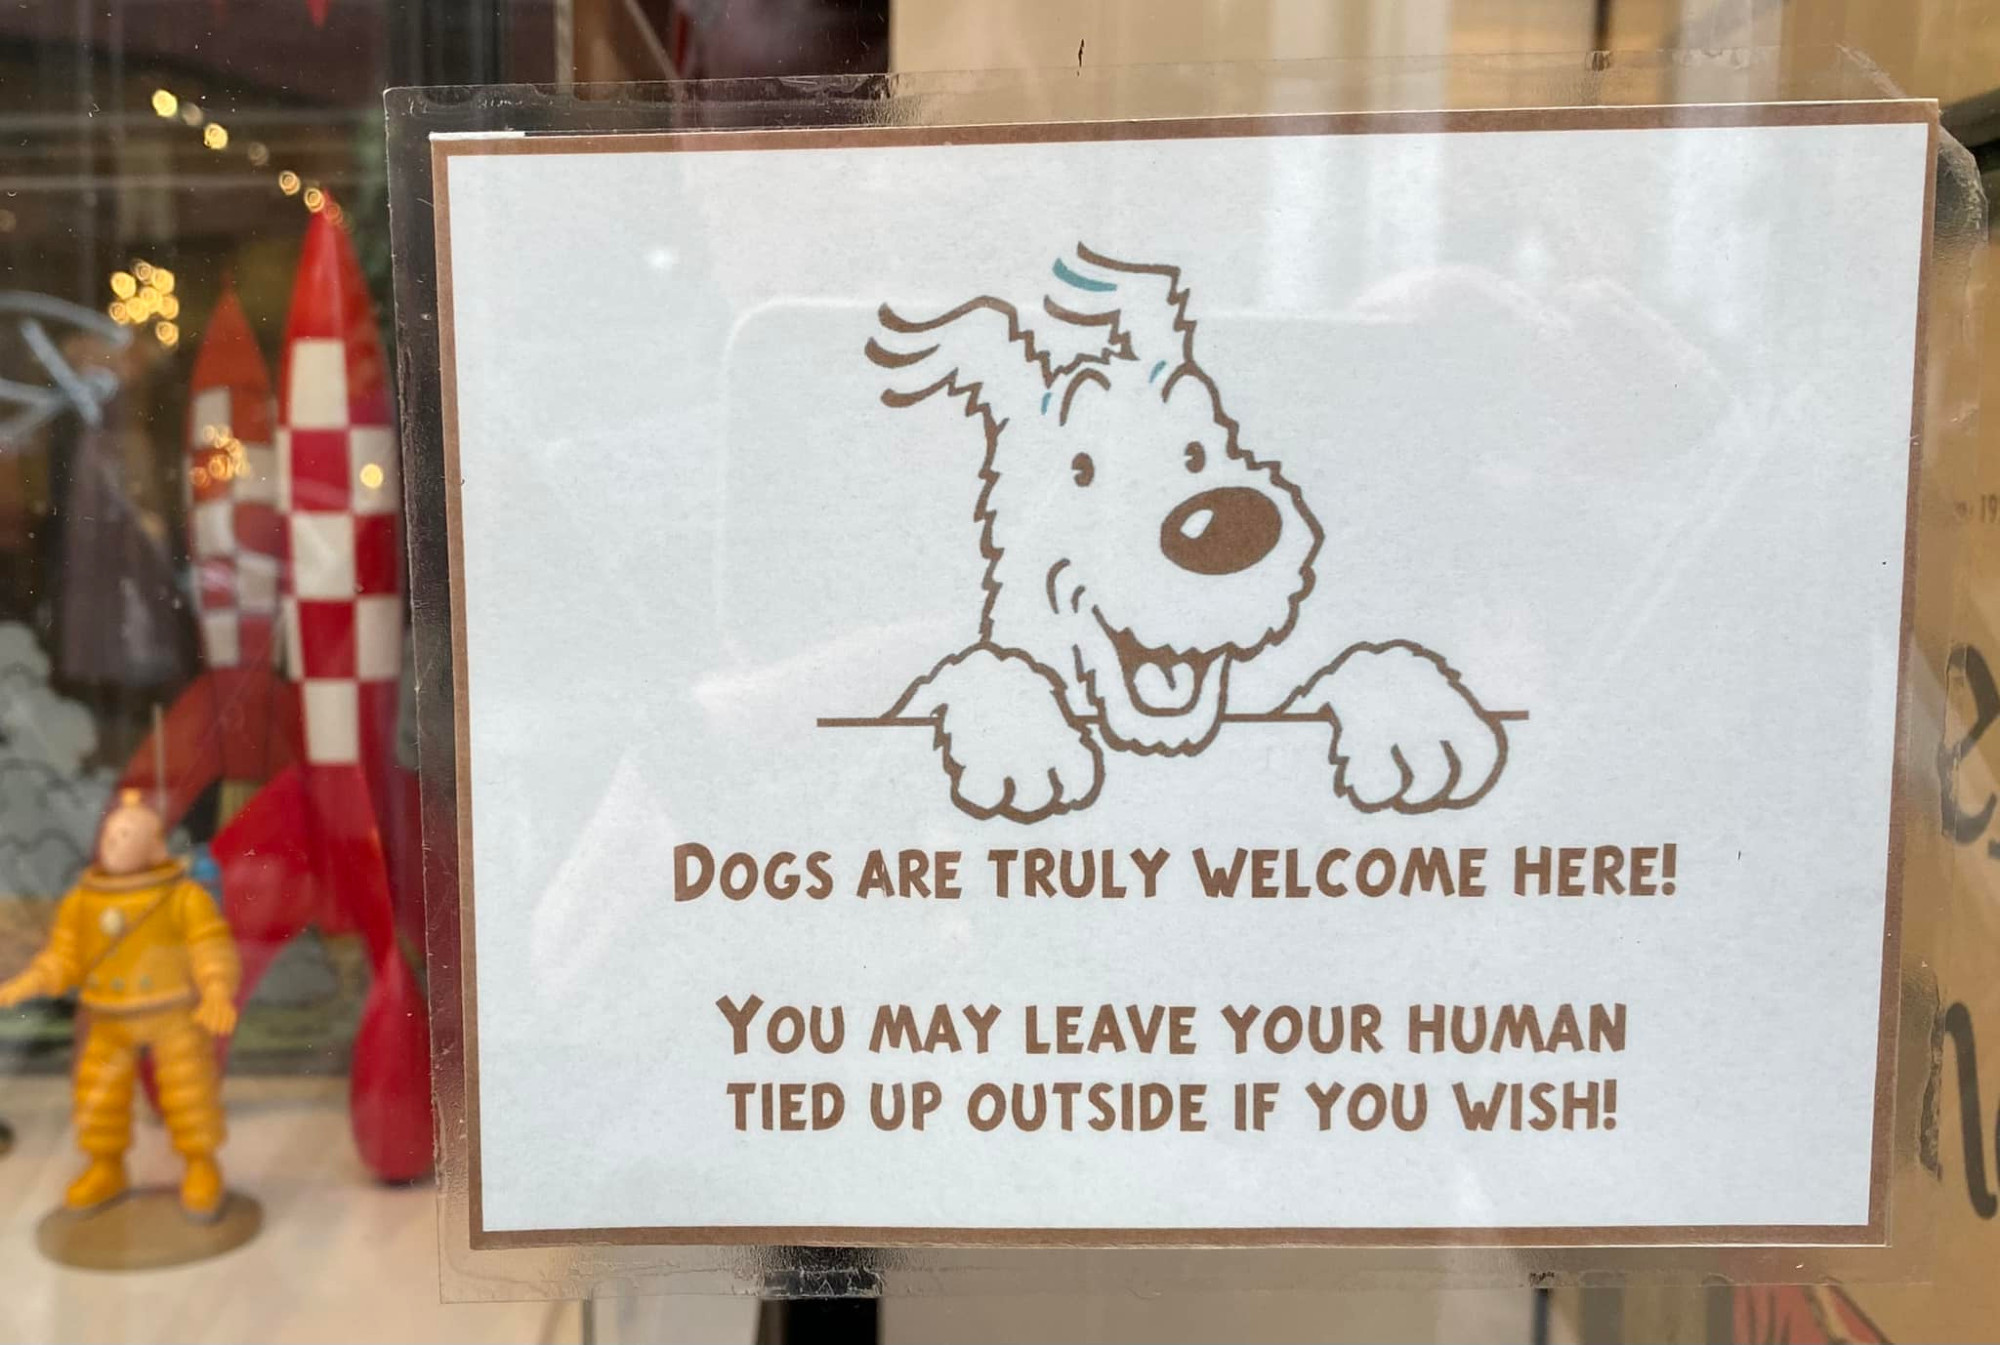 Dogs are truly welcome here!
You may leave your human
tied up outside if you wish!